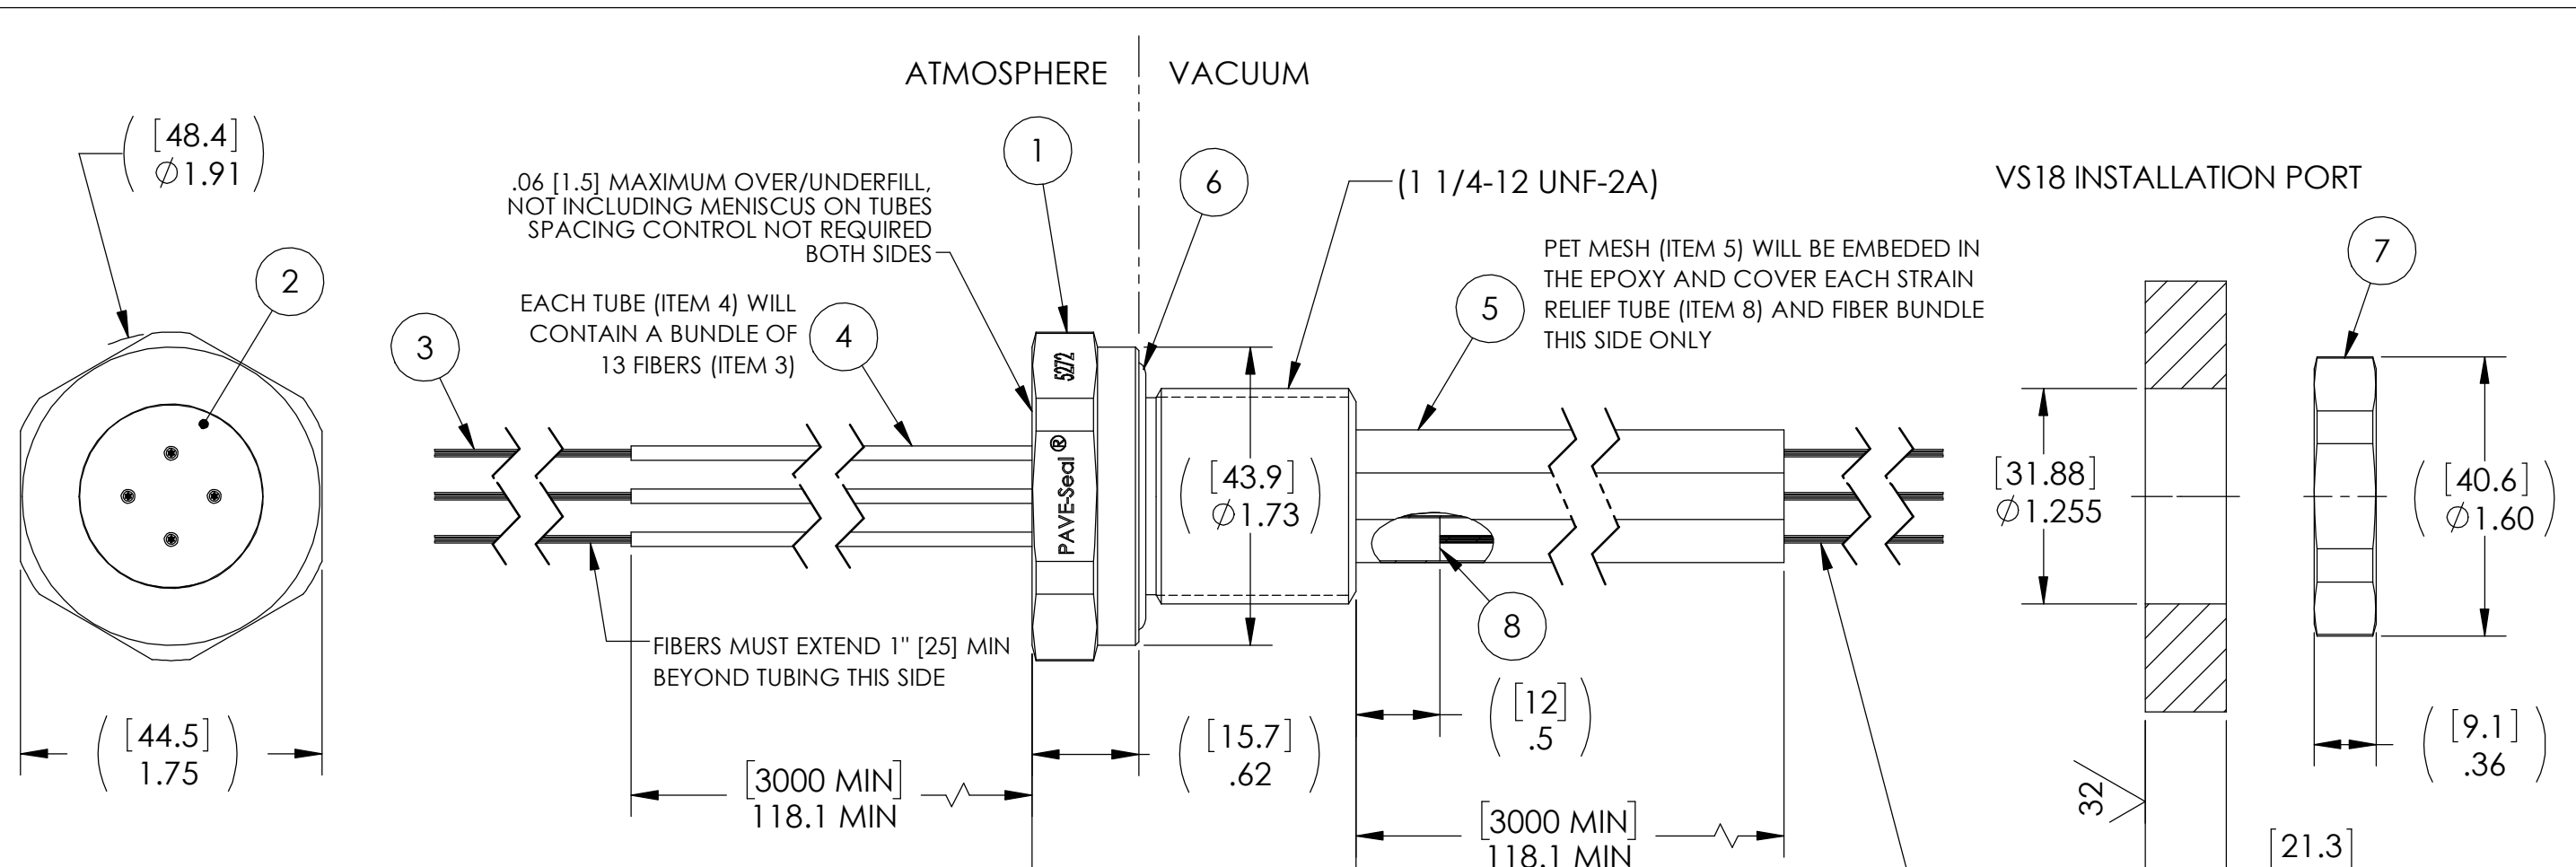 ATMOSPHERE
VACUUM
[48.4]
∅1.91
1
6
.06 [1.5] MAXIMUM OVER/UNDERFILL,
NOT INCLUDING MENISCUS ON TUBES
SPACING CONTROL NOT REQUIRED
BOTH SIDES
(1 1/4-12 UNF-2A)
VS18 INSTALLATION PORT
2
EACH TUBE (ITEM 4) WILL
CONTAIN A BUNDLE OF
13 FIBERS (ITEM 3)
3
4
5
PET MESH (ITEM 5) WILL BE EMBEDED IN
THE EPOXY AND COVER EACH STRAIN
RELIEF TUBE (ITEM 8) AND FIBER BUNDLE
THIS SIDE ONLY
7
5272
PAVE-Seal®
[43.9]
∅1.73
[31.88]
∅1.255
[40.6]
∅1.60
8
FIBERS MUST EXTEND 1" [25] MIN
BEYOND TUBING THIS SIDE
[44.5]
1.75
[3000 MIN]
118.1 MIN
[15.7]
.62
[12]
.5
[3000 MIN]
118.1 MIN
32
[9.1]
.36
[21.3]